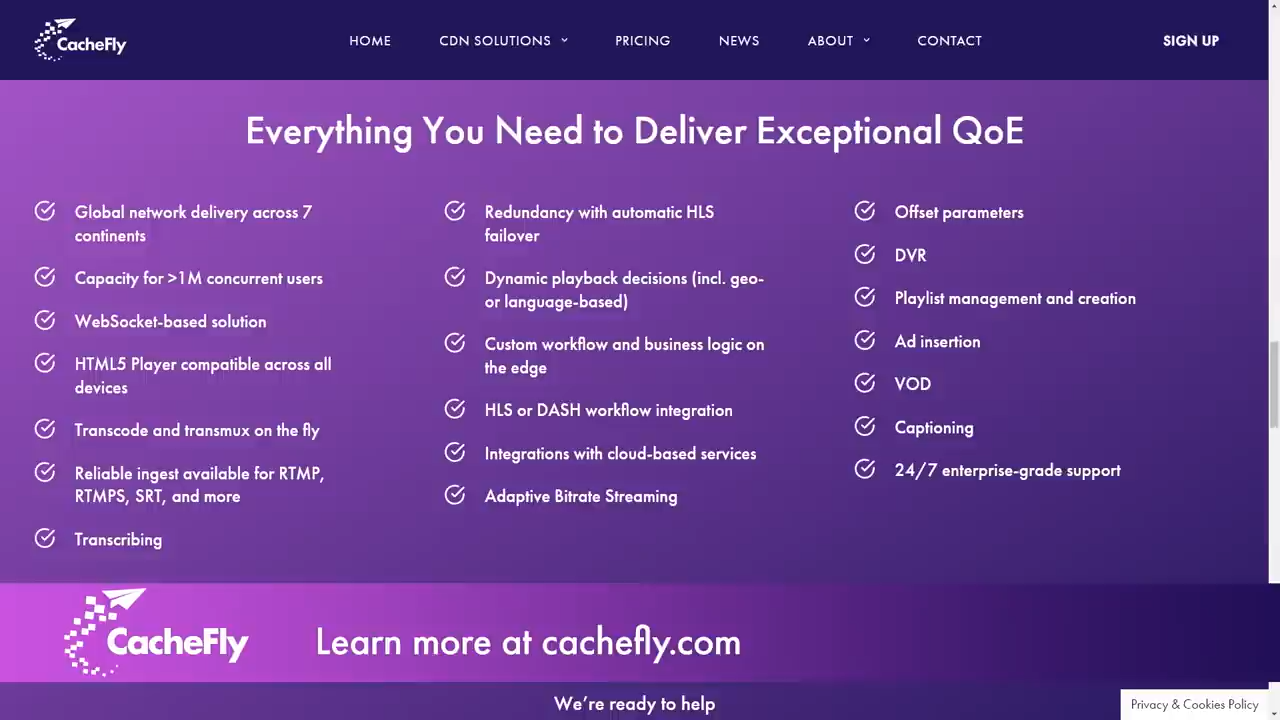 CacheFly
HOME
CDN SOLUTIONS
PRICING
NEWS
ABOUT
CONTACT
SIGN UP
Everything You Need to Deliver Exceptional QoE
Global network delivery across 7
continents
Capacity for >1M concurrent users
WebSocket-based solution
HTML5 Player compatible across all
devices
Transcode and transmux on the fly
Reliable ingest available for RTMP,
RTMPS, SRT, and more
Transcribing
Redundancy with automatic HLS
failover
Dynamic playback decisions (incl. geo-
or language-based)
Custom workflow and business logic on
the edge
HLS or DASH workflow integration
Integrations with cloud-based services
Adaptive Bitrate Streaming
Offset parameters
DVR
Playlist management and creation
Ad insertion
VOD
Captioning
24/7 enterprise-grade support
CacheFly
Learn more at cachefly.com
We're ready to help
Privacy & Cookies Policy